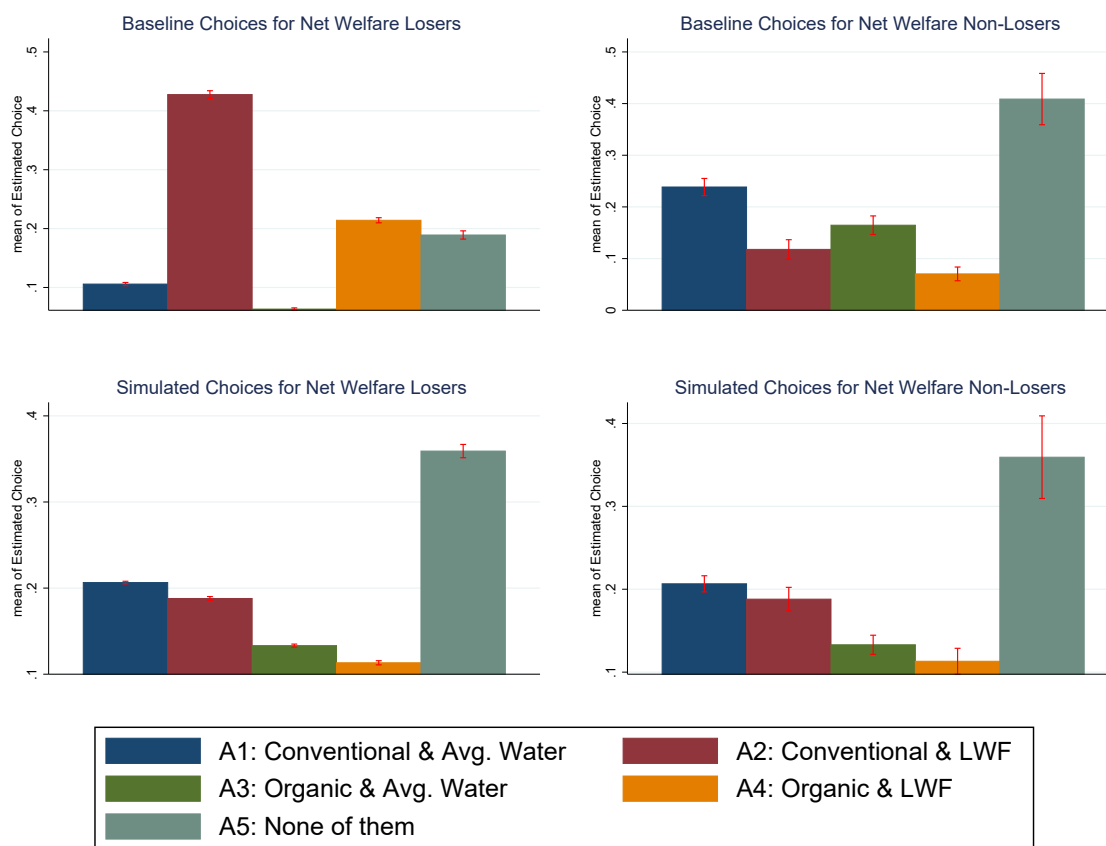 Baseline Choices for Net Welfare Losers
mean of Estimated Choice
.5
.4
.3
.2
.1
Baseline Choices for Net Welfare Non-Losers
mean of Estimated Choice
.5
.4
.3
.2
.1
0
Simulated Choices for Net Welfare Losers
mean of Estimated Choice
.4
.3
.2
.1
Simulated Choices for Net Welfare Non-Losers
mean of Estimated Choice
.4
.3
.2
.1
A1: Conventional & Avg. Water
A2: Conventional & LWF
A3: Organic & Avg. Water
A4: Organic & LWF
A5: None of them